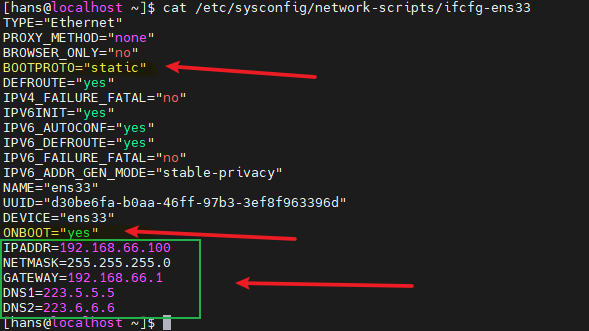 [hans@localhost ~]$ cat /etc/sysconfig/network-scripts/ifcfg-ens33
TYPE="Ethernet"
PROXY_METHOD="none"
BROWSER_ONLY="no"
BOOTPROTO="static"
DEFROUTE="yes"
IPV4_FAILURE_FATAL="no"
IPV6INIT="yes"
IPV6_AUTOCONF="yes"
IPV6_DEFROUTE="yes"
IPV6_FAILURE_FATAL="no"
IPV6_ADDR_GEN_MODE="stable-privacy"
NAME="ens33"
UUID="d30be6fa-b0aa-46ff-97b3-3ef8f963396d"
DEVICE="ens33"
ONBOOT="yes"
IPADDR=192.168.66.100
NETMASK=255.255.255.0
GATEWAY=192.168.66.1
DNS1=223.5.5.5
DNS2=223.6.6.6
[hans@localhost ~]$